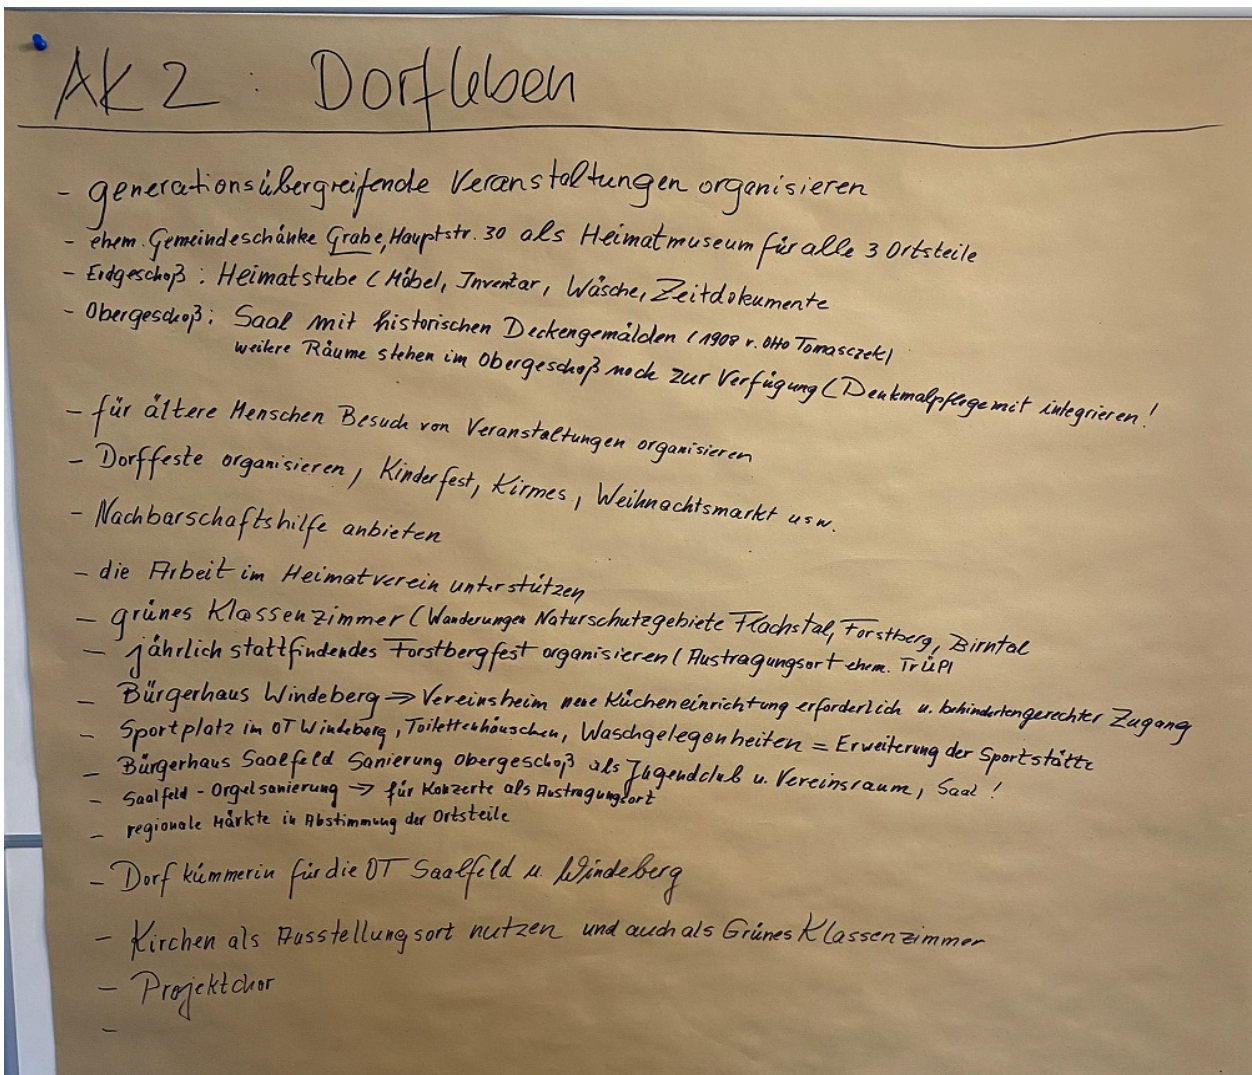 AK 2 : Dorfleben
- generationsübergreifende Veranstaltungen organisieren
- ehem. Gemeindeschänke Grabe, Hauptstr. 30 als Heimatmuseum für alle 3 Ortsteile
- Erdgeschoß : Heimatstube ( Möbel, Inventar, Wäsche, Zeitdokumente
- Obergeschoß : Saal mit historischen Deckengemälden ( 1908 v. Otto Tomasczek)
weitere Räume stehen im Obergeschoß noch zur Verfügung ( Denkmalpflege mit integrieren !
- für ältere Menschen Besuch von Veranstaltungen organisieren
- Dorffeste organisieren, Kinderfest, Kirmes, Weihnachtsmarkt usw.
- Nachbarschaftshilfe anbieten
- die Arbeit im Heimatverein unterstützen
- grünes Klassenzimmer ( Wanderungen Naturschutzgebiete Flachstal, Forstberg, Birntal
- jährlich stattfindendes Forstbergfest organisieren ( Austragungsort ehem. TrÜPl
- Bürgerhaus Windeberg => Vereinsheim neue Kücheneinrichtung erforderlich u. behindertengerechter Zugang
- Sportplatz im OT Windeberg, Toilettenhäuschen, Waschgelegenheiten = Erweiterung der Sportstätte
- Bürgerhaus Saalfeld Sanierung Obergeschoß als Jugendclub u. Vereinsraum, Saal !
- Saalfeld - Orgelsanierung -> für Konzerte als Austragungsort
- regionale Märkte in Abstimmung der Ortsteile
- Dorfkümmerin für die OT Saalfeld u. Windeberg
- Kirchen als Ausstellungsort nutzen und auch als Grünes Klassenzimmer
- Projektchor
-